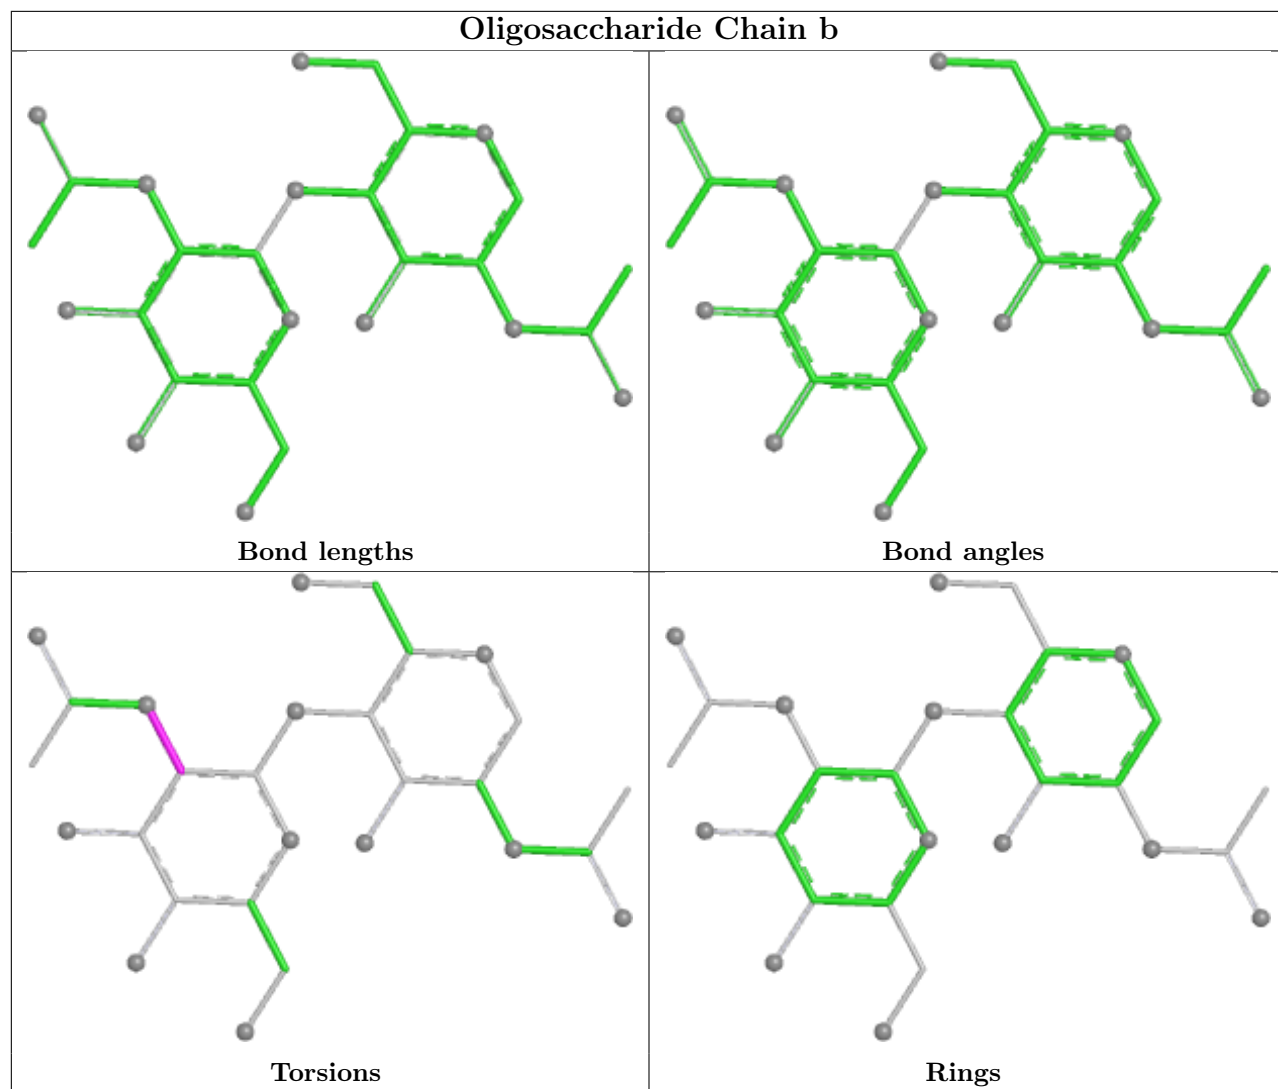 Oligosaccharide Chain b
Bond lengths
Bond angles
Torsions
Rings